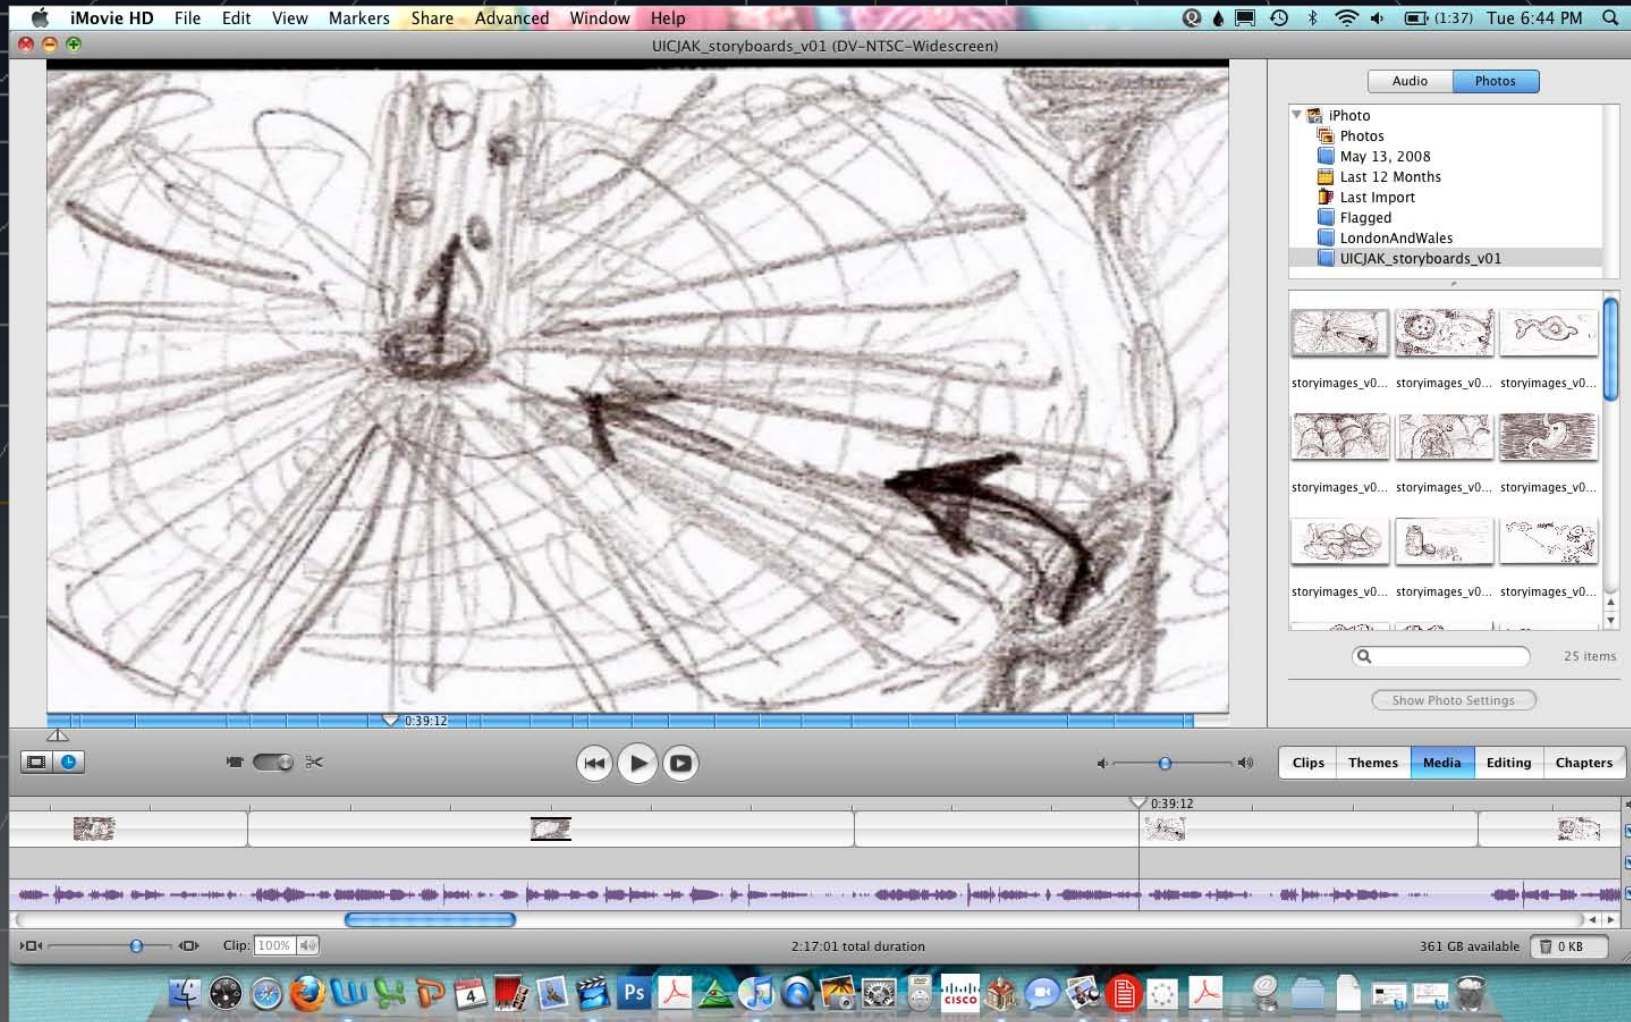 iMovie HD File Edit View Markers Share Advanced Window Help (1:37) Tue 6:44 PM
UICJAK_storyboards_v01 (DV-NTSC-Widescreen)
Audio Photos
iPhoto
Photos
May 13, 2008
Last 12 Months
Last Import
Flagged
LondonAndWales
UICJAK_storyboards_v01
storyimages_v0... storyimages_v0... storyimages_v0...
storyimages_v0... storyimages_v0... storyimages_v0...
storyimages_v0... storyimages_v0... storyimages_v0...
25 items
Show Photo Settings
0:39:12
Clips Themes Media Editing Chapters
0:39:12
Clip: 100% 2:17:01 total duration 361 GB available 0 KB
4 Ps CISCO